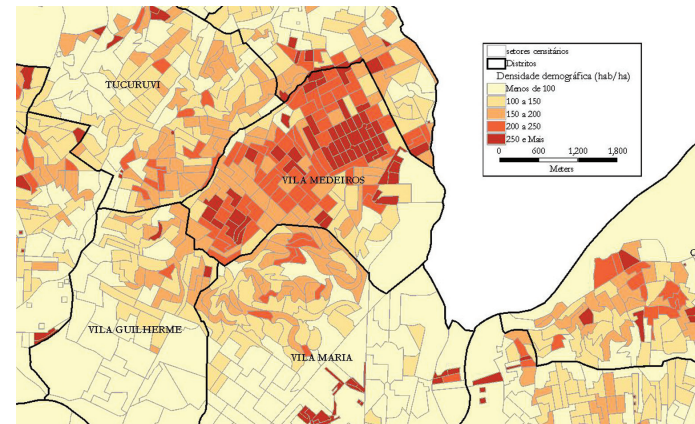 TUCURUVI
VILA MEDEIROS
VILA GUILHERME
VILA MARIA
setores censitários
Distritos
Densidade demográfica (hab/ha)
Menos de 100
100 a 150
150 a 200
200 a 250
250 e Mais
0 600 1,200 1,800
Meters